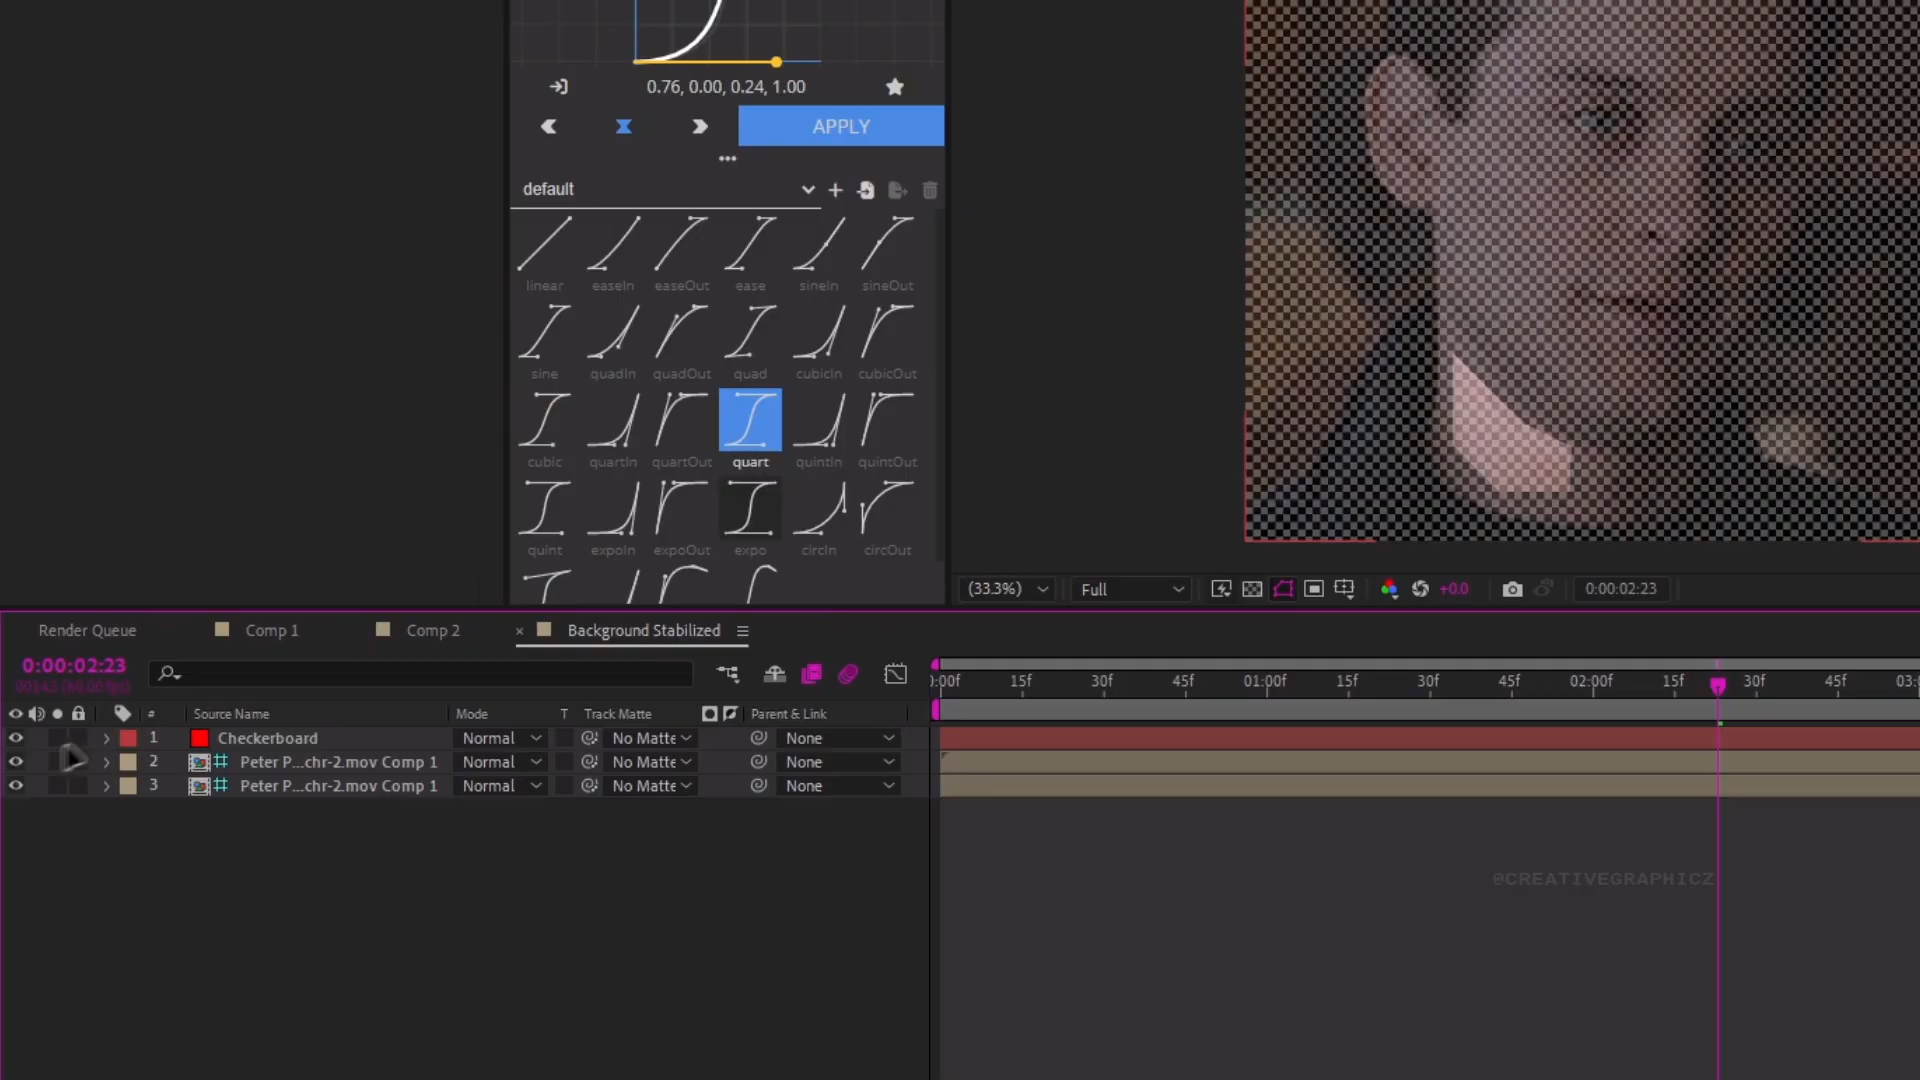 0.76, 0.00, 0.24, 1.00
APPLY
default
linear easeIn easeOut ease sineIn sineOut
sine quadIn quadOut quad cubicIn cubicOut
cubic quartIn quartOut quart quintIn quintOut
quint expoIn expoOut expo circIn circOut
(33.3%) Full +0.0 0:00:02:23
Render Queue Comp 1 Comp 2 × Background Stabilized
0:00:02:23
00143 (60.00 fps)
:00f 15f 30f 45f 01:00f 15f 30f 45f 02:00f 15f 30f 45f 03:0
# Source Name Mode T Track Matte Parent & Link
1 Checkerboard Normal No Matte None
2 Peter P...chr-2.mov Comp 1 Normal No Matte None
3 Peter P...chr-2.mov Comp 1 Normal No Matte None
@CREATIVEGRAPHICZ